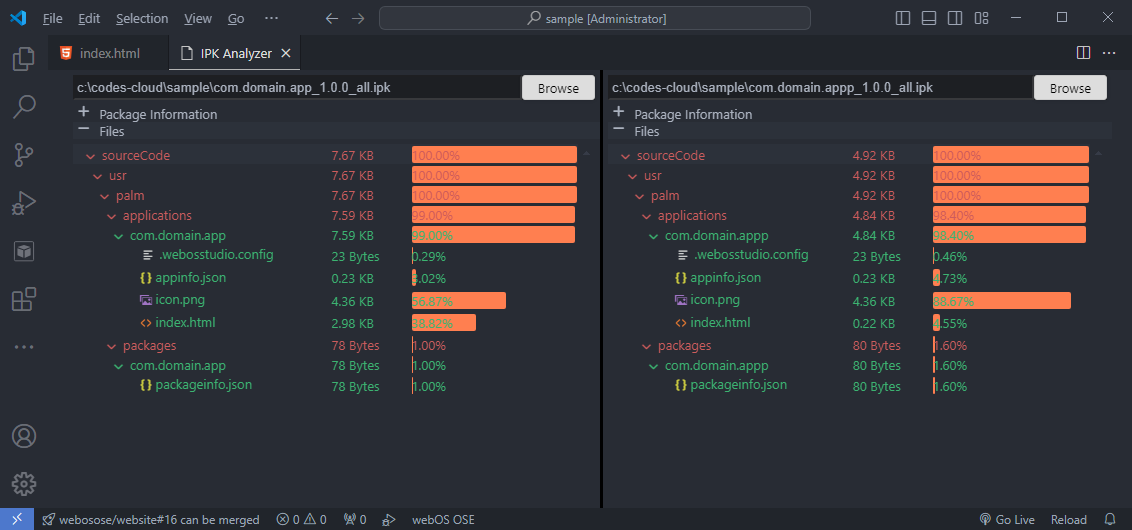 File Edit Selection View Go ··· sample [Administrator]
index.html IPK Analyzer
c:\codes-cloud\sample\com.domain.app_1.0.0_all.ipk Browse
+ Package Information
− Files
sourceCode 7.67 KB 100.00%
usr 7.67 KB 100.00%
palm 7.67 KB 100.00%
applications 7.59 KB 99.00%
com.domain.app 7.59 KB 99.00%
.webosstudio.config 23 Bytes 0.29%
appinfo.json 0.23 KB 3.02%
icon.png 4.36 KB 56.87%
index.html 2.98 KB 38.82%
packages 78 Bytes 1.00%
com.domain.app 78 Bytes 1.00%
packageinfo.json 78 Bytes 1.00%
c:\codes-cloud\sample\com.domain.appp_1.0.0_all.ipk Browse
+ Package Information
− Files
sourceCode 4.92 KB 100.00%
usr 4.92 KB 100.00%
palm 4.92 KB 100.00%
applications 4.84 KB 98.40%
com.domain.appp 4.84 KB 98.40%
.webosstudio.config 23 Bytes 0.46%
appinfo.json 0.23 KB 4.73%
icon.png 4.36 KB 88.67%
index.html 0.22 KB 4.55%
packages 80 Bytes 1.60%
com.domain.appp 80 Bytes 1.60%
packageinfo.json 80 Bytes 1.60%
webosose/website#16 can be merged 0 0 0 webOS OSE Go Live Reload